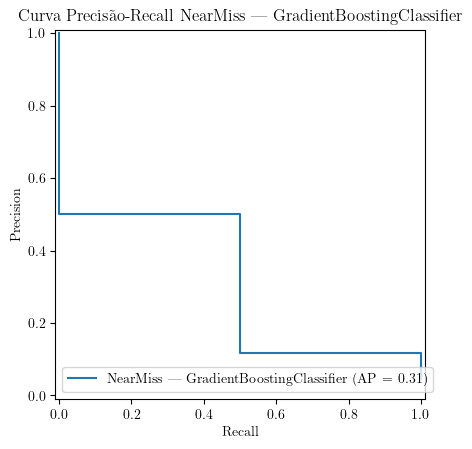 Curva Precisão-Recall NearMiss — GradientBoostingClassifier
1.0
0.8
0.6
0.4
0.2
0.0
Precision
NearMiss — GradientBoostingClassifier (AP = 0.31)
0.0 0.2 0.4 0.6 0.8 1.0
Recall